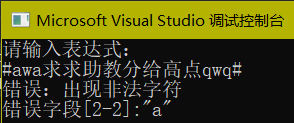 Microsoft Visual Studio 调试控制台
请输入表达式：
#awa求求助教分给高点qwq#
错误：出现非法字符
错误字段[2-2]:"a"